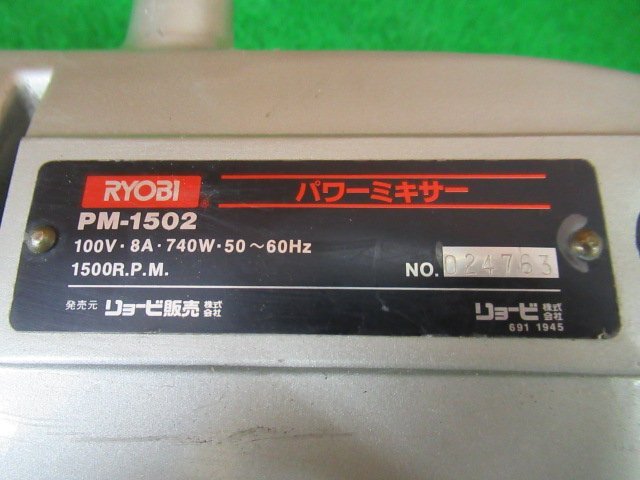 RYOBI® パワーミキサー
PM-1502
100V・8A・740W・50～60Hz
1500R.P.M. NO. 024763
発売元 リョービ販売株式会社 リョービ株式会社
691 1945